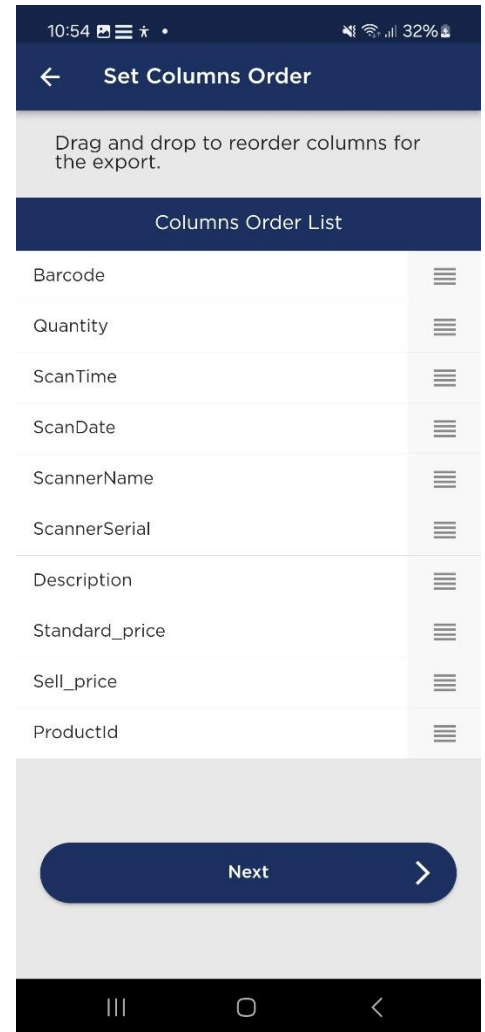 10:54
32%
Set Columns Order
Drag and drop to reorder columns for
the export.
Columns Order List
Barcode
Quantity
ScanTime
ScanDate
ScannerName
ScannerSerial
Description
Standard_price
Sell_price
ProductId
Next